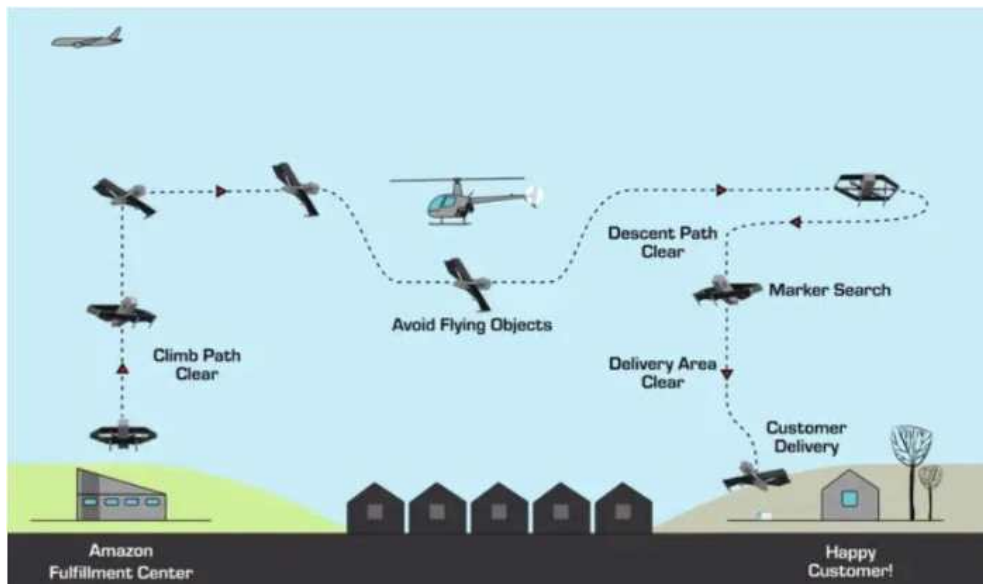 Descent Path
Clear
Marker Search
Avoid Flying Objects
Climb Path
Clear
Delivery Area
Clear
Customer
Delivery
Amazon
Fulfillment Center
Happy
Customer!